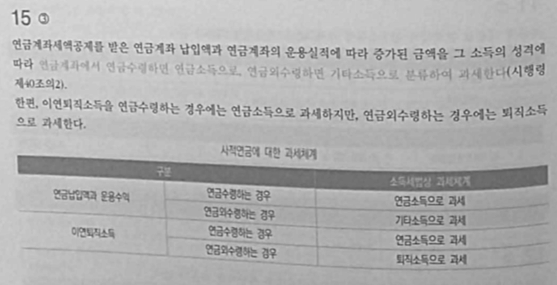 15 ③
연금계좌세액공제를 받은 연금계좌 납입액과 연금계좌의 운용실적에 따라 증가된 금액을 그 소득의 성격에
따라 연금계좌에서 연금수령하면 연금소득으로, 연금외수령하면 기타소득으로 분류하여 과세한다(시행령
제40조의2).
한편, 이연퇴직소득을 연금수령하는 경우에는 연금소득으로 과세하지만, 연금외수령하는 경우에는 퇴직소득
으로 과세한다.
사적연금에 대한 과세체계
구분 소득세법상 과세체계
연금납입액과 운용수익 연금수령하는 경우 연금소득으로 과세
연금외수령하는 경우 기타소득으로 과세
이연퇴직소득 연금수령하는 경우 연금소득으로 과세
연금외수령하는 경우 퇴직소득으로 과세